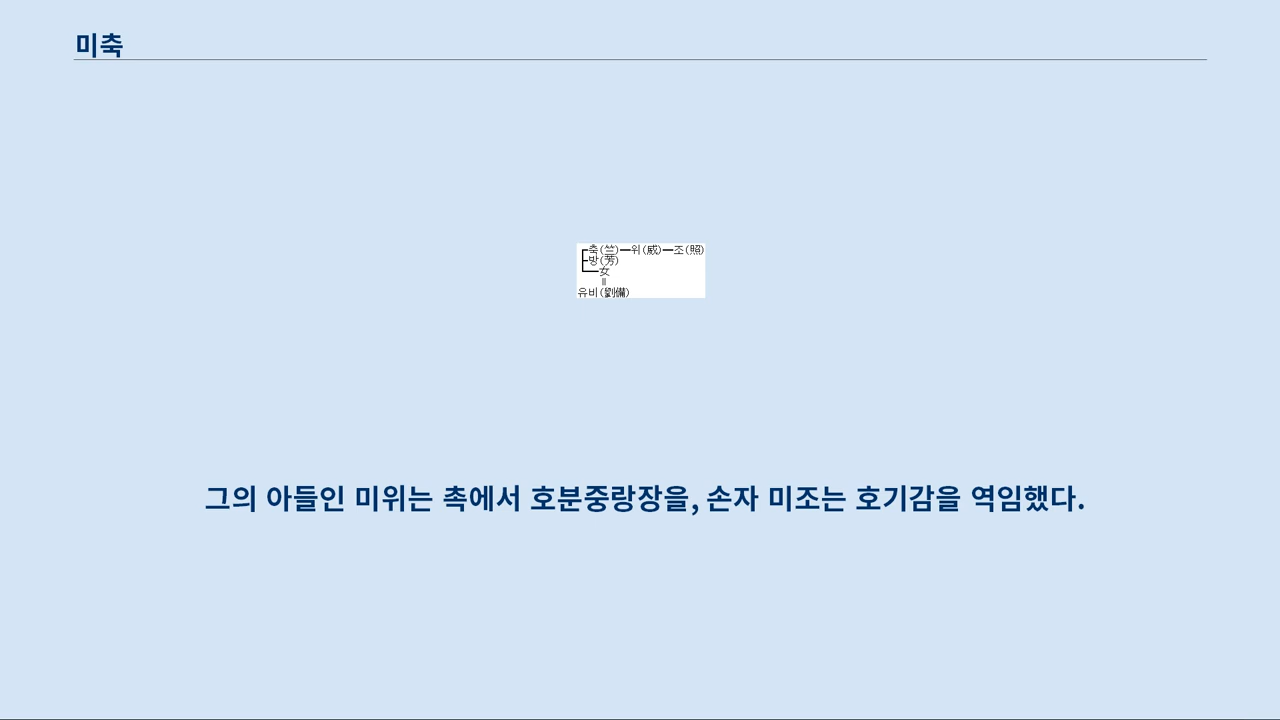 미축
축(竺)━위(威)━조(照)
방(芳)
女
∥
유비(劉備)
그의 아들인 미위는 촉에서 호분중랑장을, 손자 미조는 호기감을 역임했다.